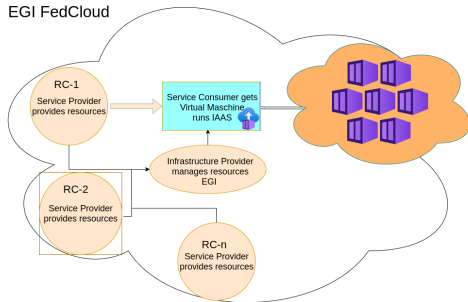 EGI FedCloud
RC-1
Service Provider
provides resources
Service Consumer gets
Virtual Maschine
runs IAAS
Infrastructure Provider
manages resources
EGI
RC-2
Service Provider
provides resources
RC-n
Service Provider
provides resources